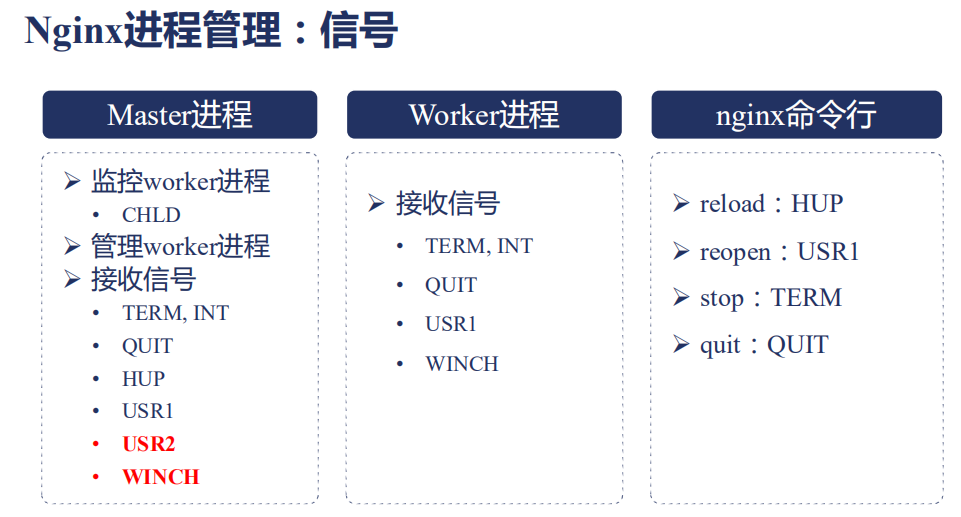 Nginx进程管理：信号
Master进程
监控worker进程
CHLD
管理worker进程
接收信号
TERM, INT
QUIT
HUP
USR1
USR2
WINCH
Worker进程
接收信号
TERM, INT
QUIT
USR1
WINCH
nginx命令行
reload：HUP
reopen：USR1
stop：TERM
quit：QUIT